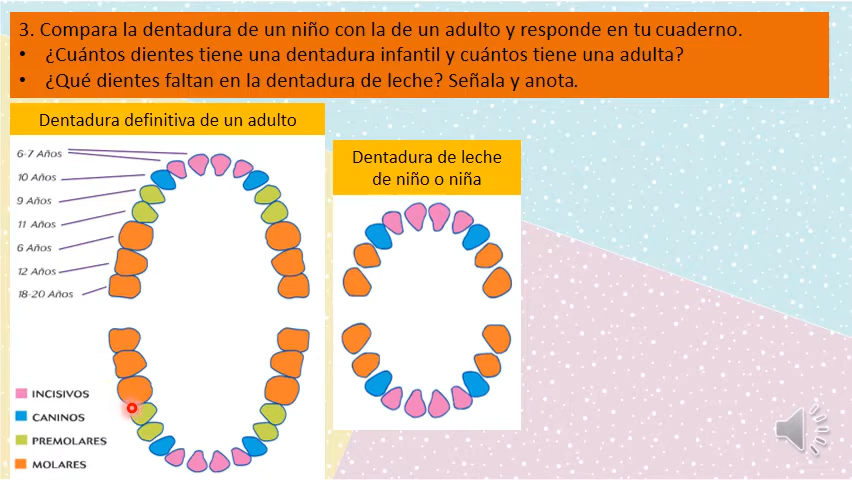 3. Compara la dentadura de un niño con la de un adulto y responde en tu cuaderno.
• ¿Cuántos dientes tiene una dentadura infantil y cuántos tiene una adulta?
• ¿Qué dientes faltan en la dentadura de leche? Señala y anota.
Dentadura definitiva de un adulto
6-7 Años
10 Años
9 Años
11 Años
6 Años
12 Años
18-20 Años
INCISIVOS
CANINOS
PREMOLARES
MOLARES
Dentadura de leche
de niño o niña